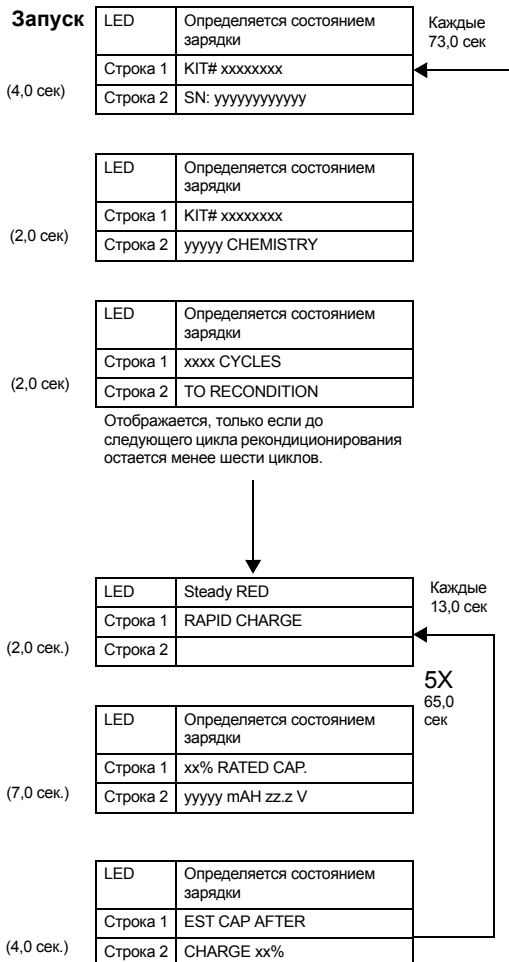 Запуск
LED Определяется состоянием
зарядки
Каждые
73,0 сек
Строка 1 KIT# xxxxxxxx
(4,0 сек)
Строка 2 SN: yyyyyyyyyyyy
LED Определяется состоянием
зарядки
Строка 1 KIT# xxxxxxxx
(2,0 сек)
Строка 2 yyyyy CHEMISTRY
LED Определяется состоянием
зарядки
Строка 1 xxxx CYCLES
(2,0 сек)
Строка 2 TO RECONDITION
Отображается, только если до
следующего цикла рекондиционирования
остается менее шести циклов.
LED Steady RED
Каждые
13,0 сек
Строка 1 RAPID CHARGE
(2,0 сек.)
Строка 2
5X
65,0
сек
LED Определяется состоянием
зарядки
Строка 1 xx% RATED CAP.
(7,0 сек.)
Строка 2 yyyyy mAH zz.z V
LED Определяется состоянием
зарядки
Строка 1 EST CAP AFTER
(4,0 сек.)
Строка 2 CHARGE xx%